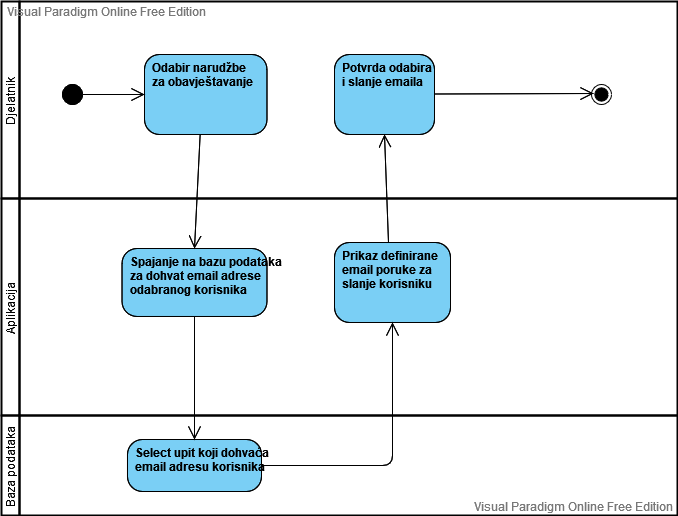 Visual Paradigm Online Free Edition
Djelatnik
Odabir narudžbe
za obavještavanje
Potvrda odabira
i slanje emaila
Aplikacija
Spajanje na bazu podataka
za dohvat email adrese
odabranog korisnika
Prikaz definirane
email poruke za
slanje korisniku
Baza podataka
Select upit koji dohvaća
email adresu korisnika
Visual Paradigm Online Free Edition